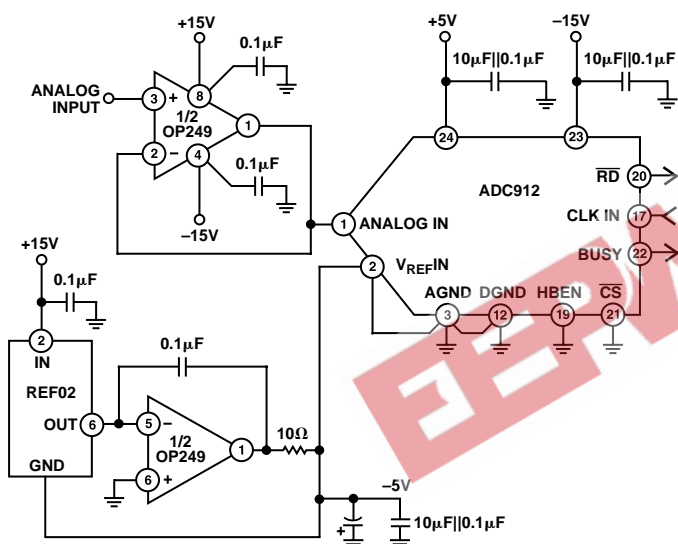 +15V
0.1µF
ANALOG
INPUT
3
+
8
1/2
OP249
1
2
–
4
0.1µF
–15V
+5V
10µF||0.1µF
–15V
10µF||0.1µF
24
23
RD
20
ADC912
CLK IN
17
BUSY
22
1
ANALOG IN
2
VREFIN
AGND
DGND
HBEN
CS
3
12
19
21
+15V
0.1µF
2
IN
REF02
OUT
6
GND
0.1µF
5
–
1/2
OP249
1
6
+
10Ω
–5V
+
10µF||0.1µF